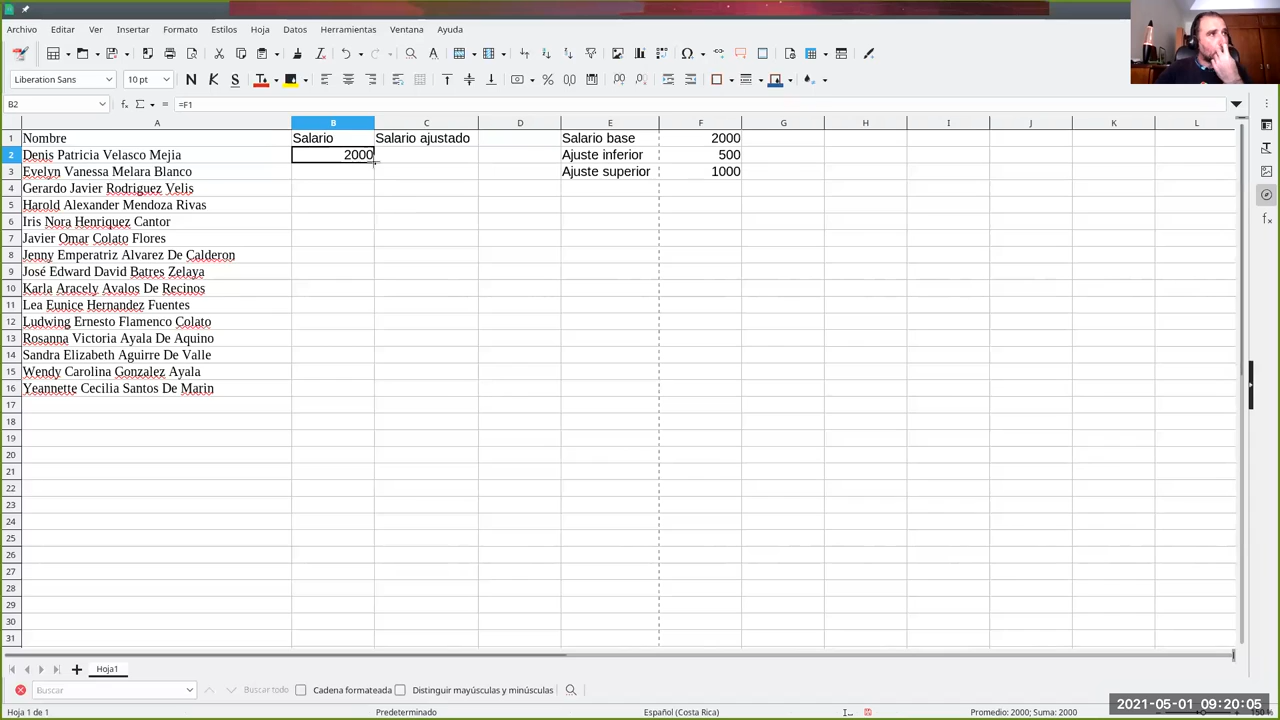 Archivo Editar Ver Insertar Formato Estilos Hoja Datos Herramientas Ventana Ayuda
Liberation Sans 10 pt N K S
B2 =F1
A B C D E F G H I J K L
1 Nombre Salario Salario ajustado Salario base 2000
2 Denis Patricia Velasco Mejia 2000 Ajuste inferior 500
3 Evelyn Vanessa Melara Blanco Ajuste superior 1000
4 Gerardo Javier Rodriguez Velis
5 Harold Alexander Mendoza Rivas
6 Iris Nora Henriquez Cantor
7 Javier Omar Colato Flores
8 Jenny Emperatriz Alvarez De Calderon
9 José Edward David Batres Zelaya
10 Karla Aracely Avalos De Recinos
11 Lea Eunice Hernandez Fuentes
12 Ludwing Ernesto Flamenco Colato
13 Rosanna Victoria Ayala De Aquino
14 Sandra Elizabeth Aguirre De Valle
15 Wendy Carolina Gonzalez Ayala
16 Yeannette Cecilia Santos De Marin
17
18
19
20
21
22
23
24
25
26
27
28
29
30
31
Hoja1
Buscar Buscar todo Cadena formateada Distinguir mayúsculas y minúsculas
2021-05-01 09:20:05
Hoja 1 de 1 Predeterminado Español (Costa Rica) Promedio: 2000; Suma: 2000